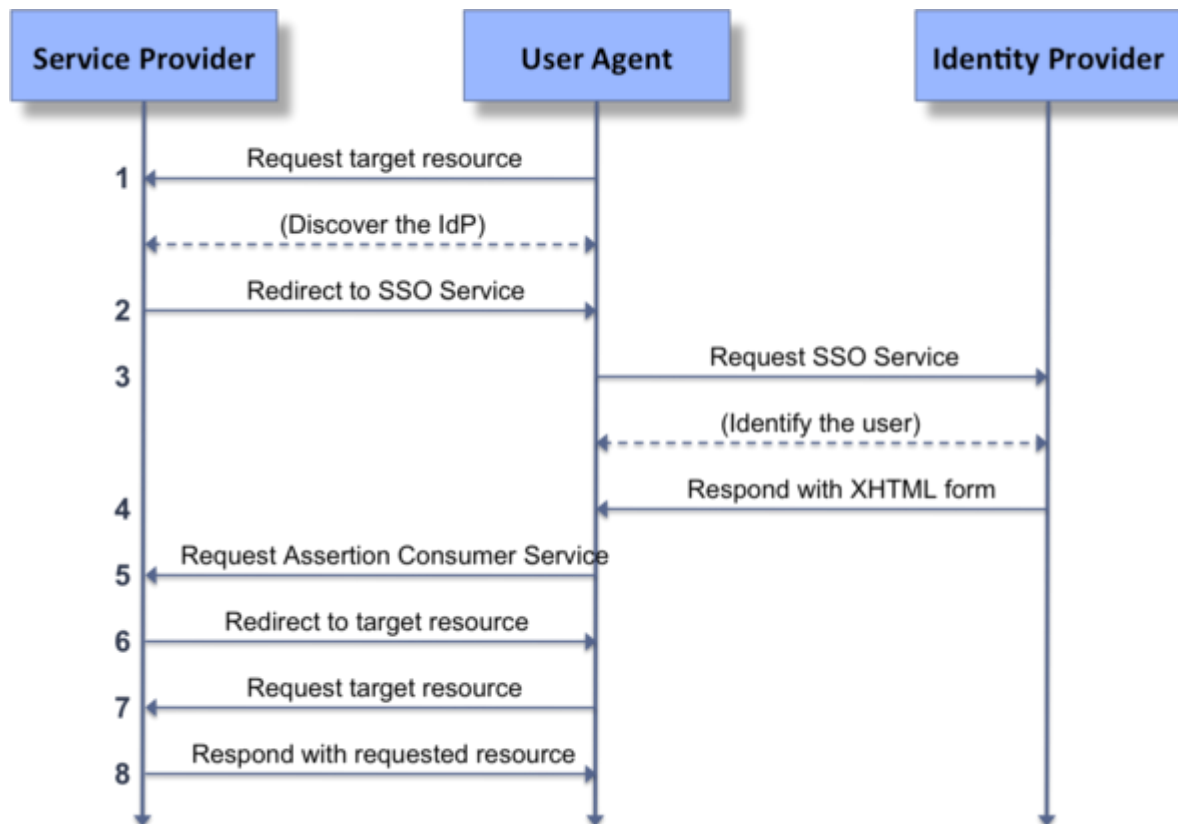 Service Provider
User Agent
Identity Provider
Request target resource
1
(Discover the IdP)
Redirect to SSO Service
2
Request SSO Service
3
(Identify the user)
Respond with XHTML form
4
Request Assertion Consumer Service
5
Redirect to target resource
6
Request target resource
7
Respond with requested resource
8